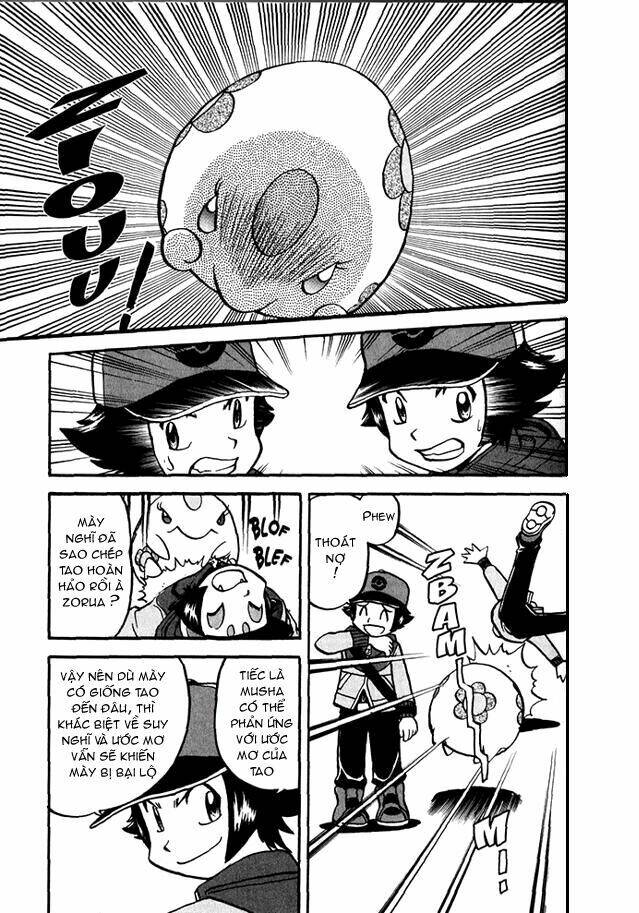 ZIOUU!
PHEW
THOÁT
NỢ!
ZBAM
MI.
BLOF
BLEF
MÀY
NGHĨ ĐÃ
SAO CHÉP
TAO HOÀN
HẢO RỒI À
ZORUA ?
TIẾC LÀ
MUSHA
CÓ THỂ
PHẢN ỨNG
VỚI ƯỚC
MƠ CỦA
TAO
VẬY NÊN DÙ MÀY
CÓ GIỐNG TAO
ĐẾN ĐÂU, THÌ
KHÁC BIỆT VỀ SUY
NGHĨ VÀ ƯỚC MƠ
VẪN SẼ KHIẾN
MÀY BỊ BẠI LỘ